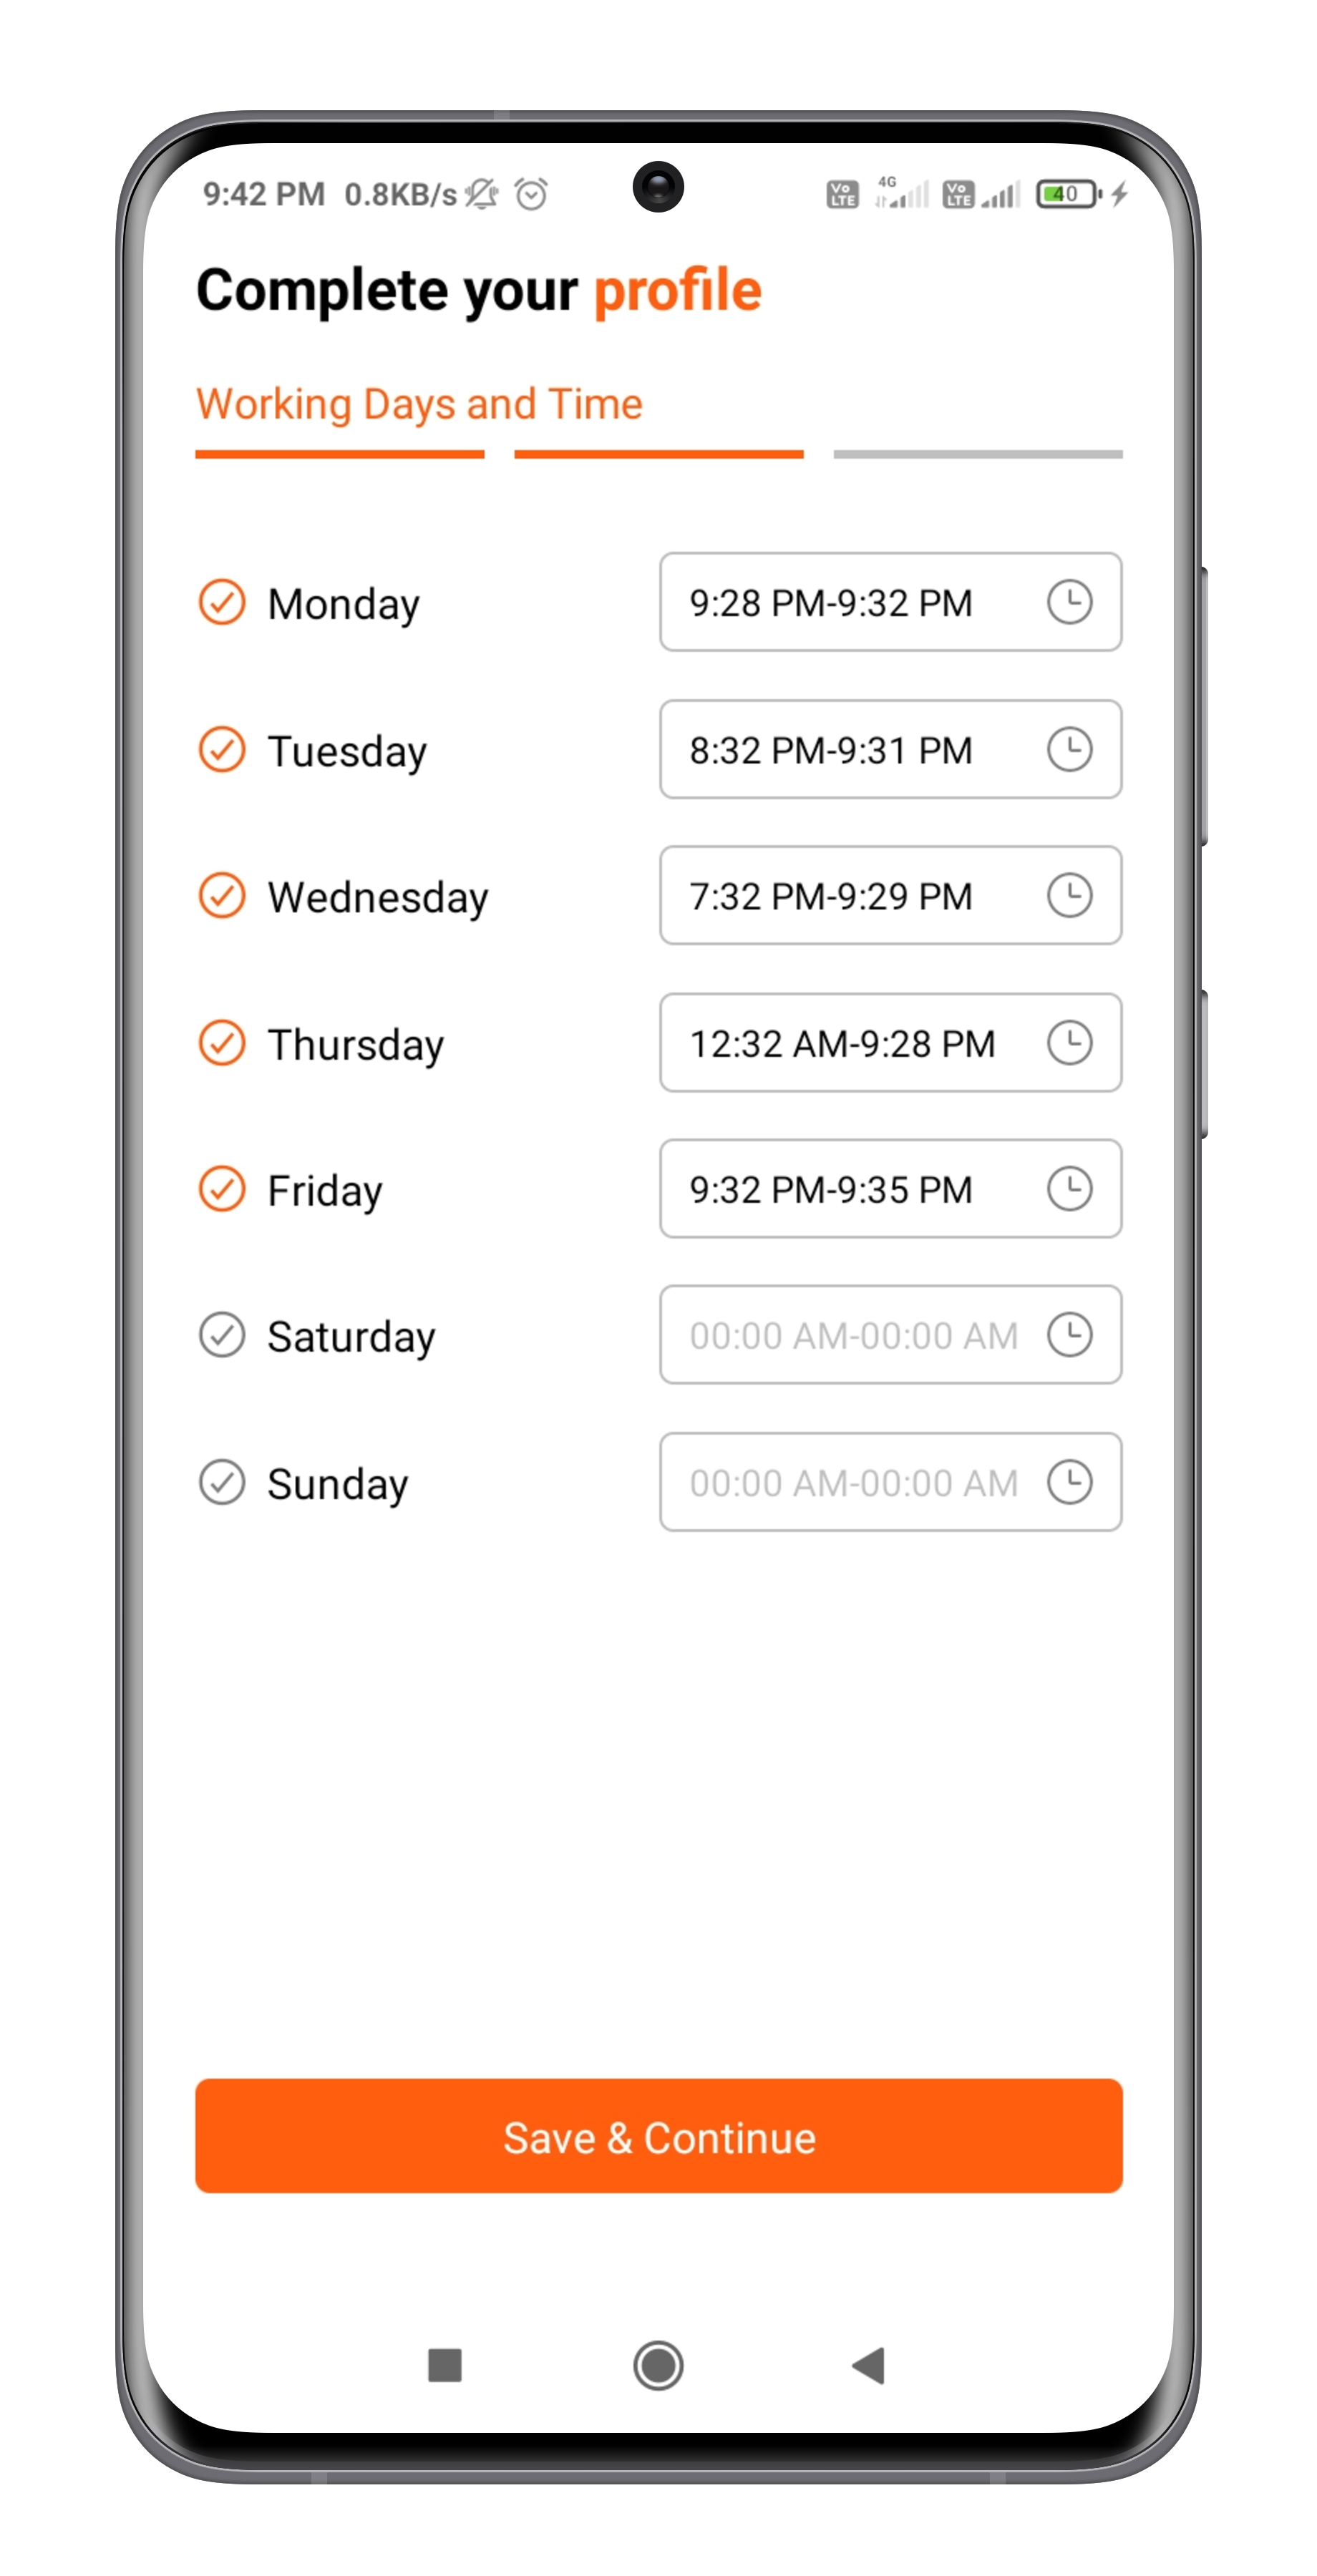 9:42 PM 0.8KB/s Vo LTE 4G Vo LTE 40
Complete your profile
Working Days and Time
Monday 9:28 PM-9:32 PM
Tuesday 8:32 PM-9:31 PM
Wednesday 7:32 PM-9:29 PM
Thursday 12:32 AM-9:28 PM
Friday 9:32 PM-9:35 PM
Saturday 00:00 AM-00:00 AM
Sunday 00:00 AM-00:00 AM
Save & Continue